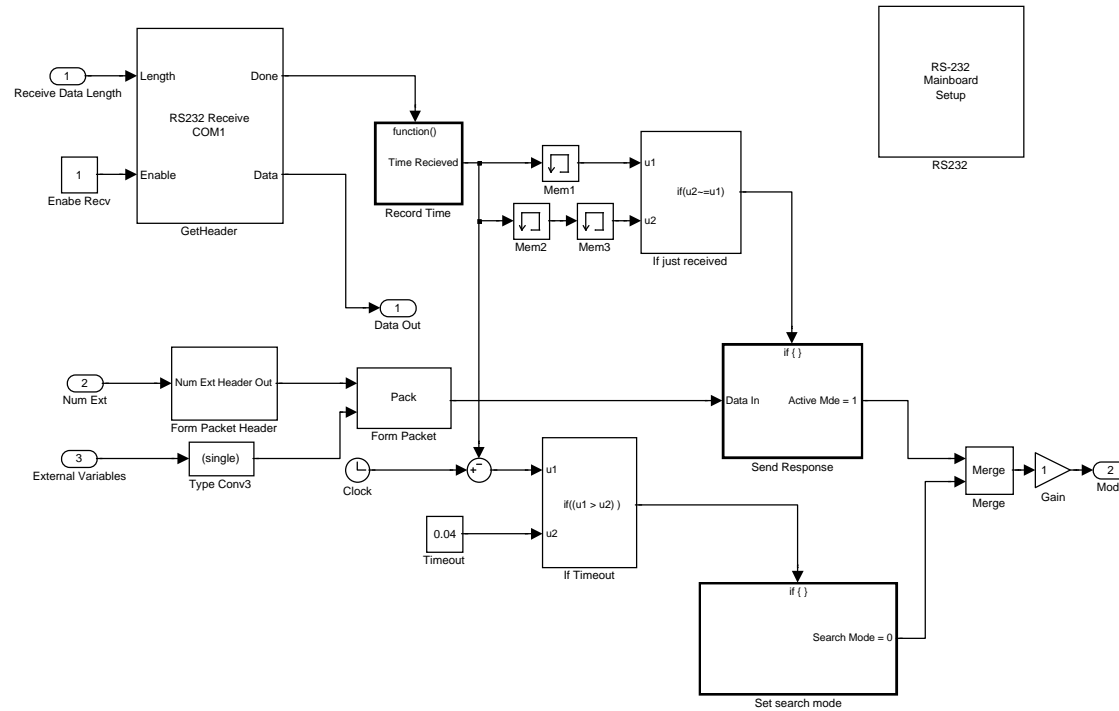 RS-232
Mainboard
Setup
RS232
1
Receive Data Length
Length
Done
RS232 Receive
COM1
Enable
Data
GetHeader
1
Enabe Recv
function()
Time Recieved
Record Time
Mem1
Mem2
Mem3
u1
if(u2~=u1)
u2
If just received
1
Data Out
2
Num Ext
Num Ext Header Out
Form Packet Header
Pack
Form Packet
3
External Variables
(single)
Type Conv3
if { }
Data In
Active Mde = 1
Send Response
Clock
+
−
0.04
Timeout
u1
if((u1 > u2) )
u2
If Timeout
if { }
Search Mode = 0
Set search mode
Merge
Merge
1
Gain
2
Mod